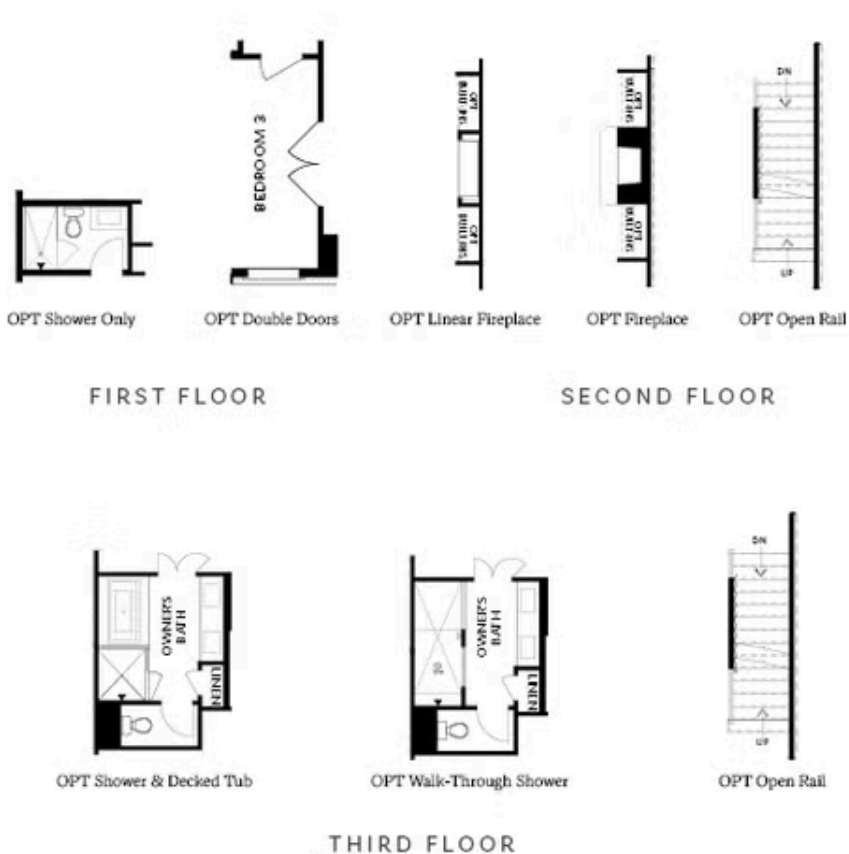 BEDROOM 3
OPT
BUILT-INS
OPT
BUILT-INS
OPT
BUILT-INS
OPT
BUILT-INS
DN
UP
OPT Shower Only
OPT Double Doors
OPT Linear Fireplace
OPT Fireplace
OPT Open Rail
FIRST FLOOR
SECOND FLOOR
OWNER'S
BATH
LINEN
OWNER'S
BATH
LINEN
DN
UP
OPT Shower & Decked Tub
OPT Walk-Through Shower
OPT Open Rail
THIRD FLOOR